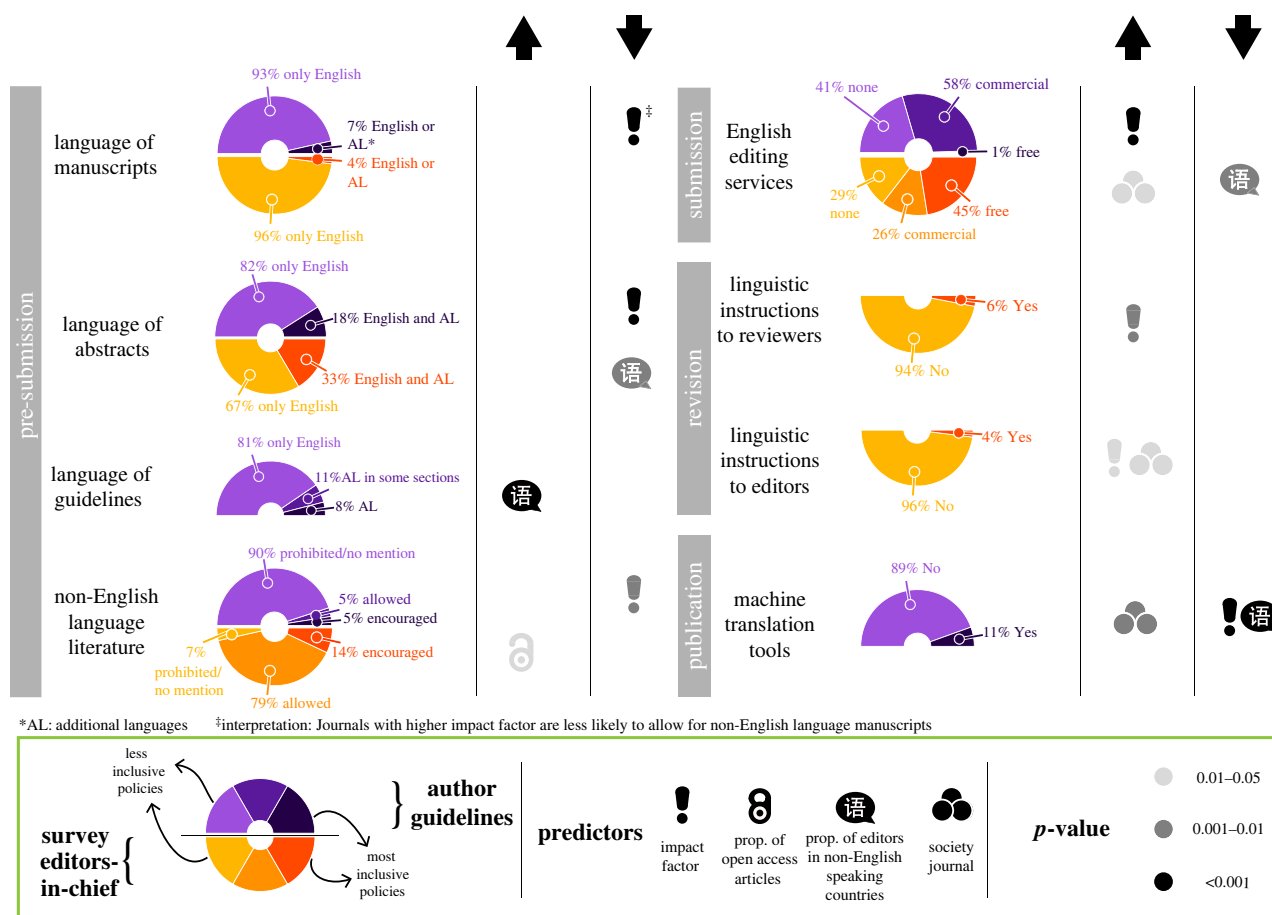 pre-submission
language of
manuscripts
93% only English
7% English or
AL*
4% English or
AL
96% only English
‡
language of
abstracts
82% only English
18% English and AL
33% English and AL
67% only English
语
language of
guidelines
81% only English
11%AL in some sections
8% AL
语
non-English
language
literature
90% prohibited/no mention
5% allowed
5% encouraged
14% encouraged
7%
prohibited/
no mention
79% allowed
submission
English
editing
services
41% none
58% commercial
1% free
29%
none
45% free
26% commercial
语
revision
linguistic
instructions
to reviewers
6% Yes
94% No
linguistic
instructions
to editors
4% Yes
96% No
publication
machine
translation
tools
89% No
11% Yes
语
*AL: additional languages ‡interpretation: Journals with higher impact factor are less likely to allow for non-English language manuscripts
less
inclusive
policies
author
guidelines
survey
editors-
in-chief
most
inclusive
policies
predictors
impact
factor
prop. of
open access
articles
语
prop. of editors
in non-English
speaking
countries
society
journal
p-value
0.01–0.05
0.001–0.01
<0.001